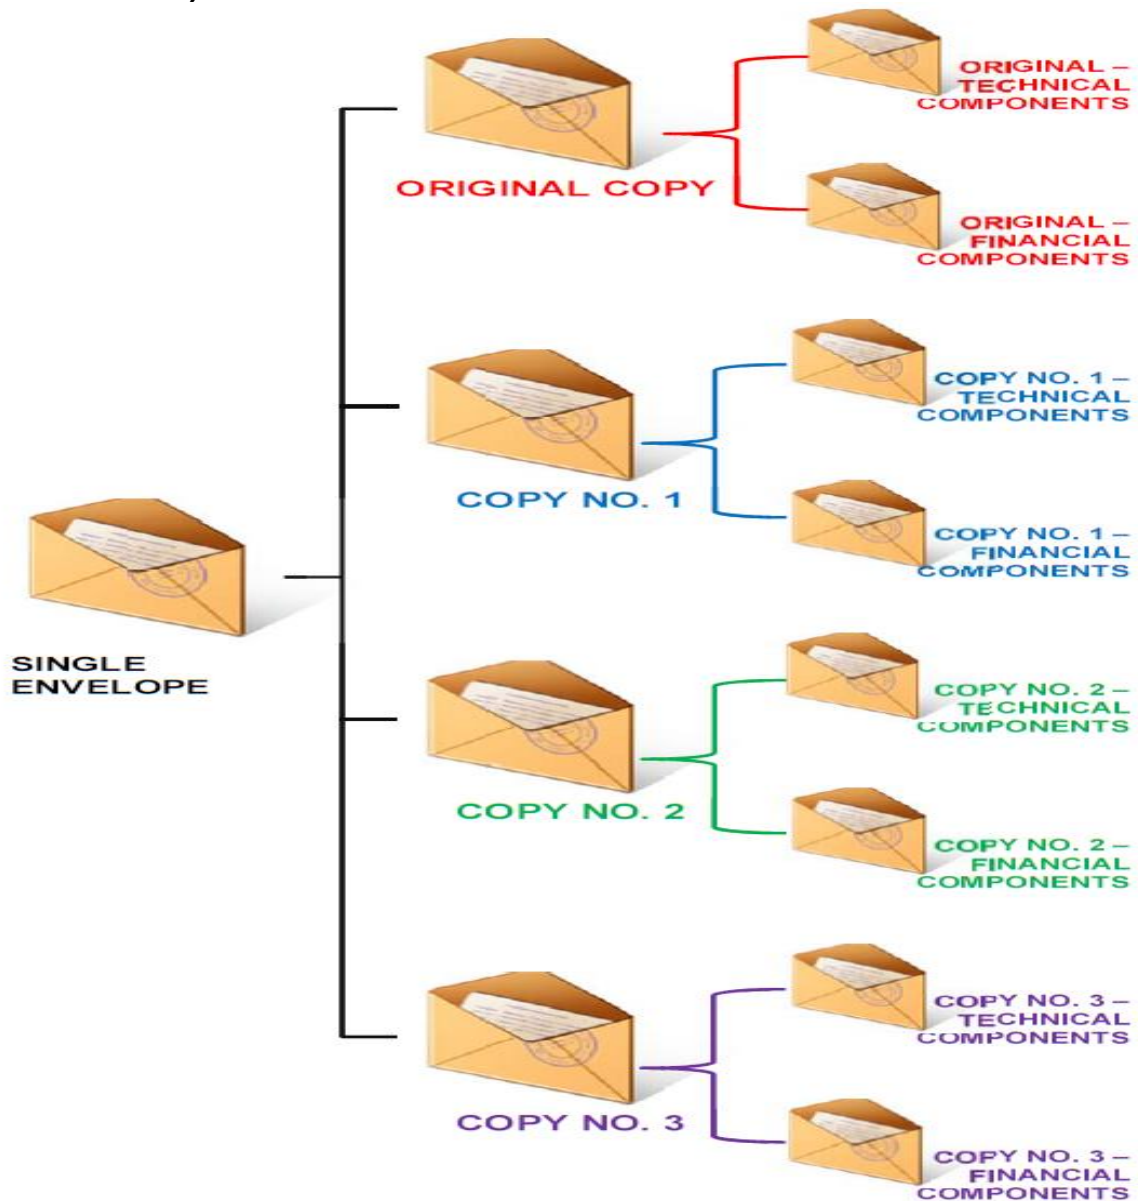 ORIGINAL –
TECHNICAL
COMPONENTS
ORIGINAL COPY
ORIGINAL –
FINANCIAL
COMPONENTS
COPY NO. 1 –
TECHNICAL
COMPONENTS
COPY NO. 1
COPY NO. 1 –
FINANCIAL
COMPONENTS
SINGLE
ENVELOPE
COPY NO. 2 –
TECHNICAL
COMPONENTS
COPY NO. 2
COPY NO. 2 –
FINANCIAL
COMPONENTS
COPY NO. 3 –
TECHNICAL
COMPONENTS
COPY NO. 3
COPY NO. 3 –
FINANCIAL
COMPONENTS